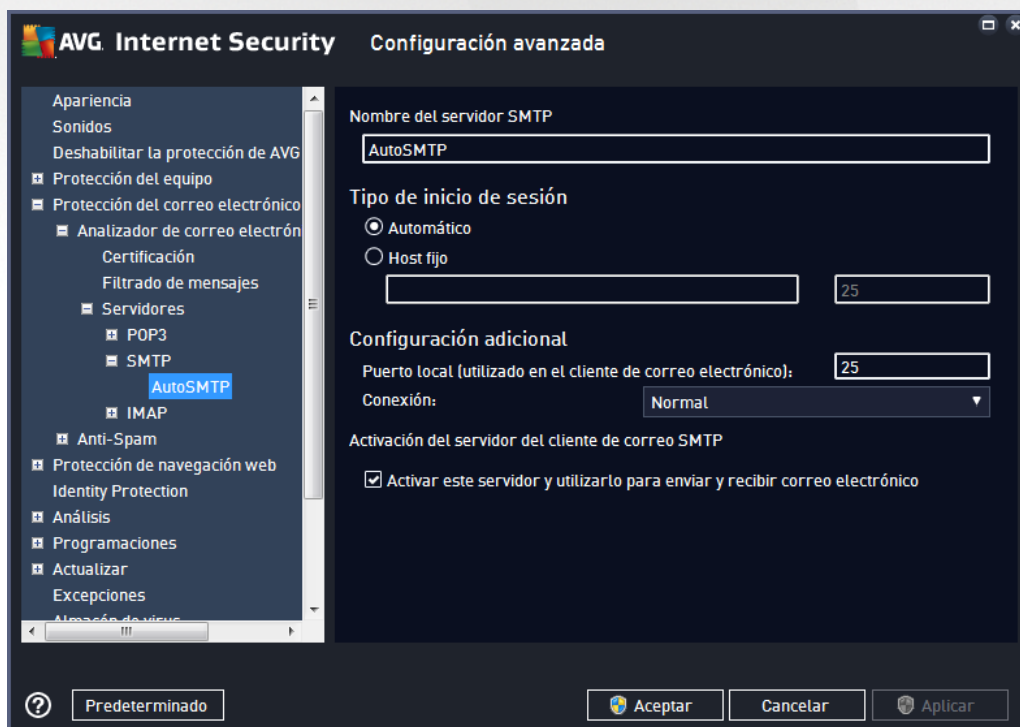 AVG. Internet Security Configuración avanzada
Apariencia
Sonidos
Deshabilitar la protección de AVG
Protección del equipo
Protección del correo electrónico
Analizador de correo electrón
Certificación
Filtrado de mensajes
Servidores
POP3
SMTP
AutoSMTP
IMAP
Anti-Spam
Protección de navegación web
Identity Protection
Análisis
Programaciones
Actualizar
Excepciones
Almacén de virus
Nombre del servidor SMTP
AutoSMTP
Tipo de inicio de sesión
Automático
Host fijo
25
Configuración adicional
Puerto local (utilizado en el cliente de correo electrónico): 25
Conexión: Normal
Activación del servidor del cliente de correo SMTP
Activar este servidor y utilizarlo para enviar y recibir correo electrónico
? Predeterminado Aceptar Cancelar Aplicar